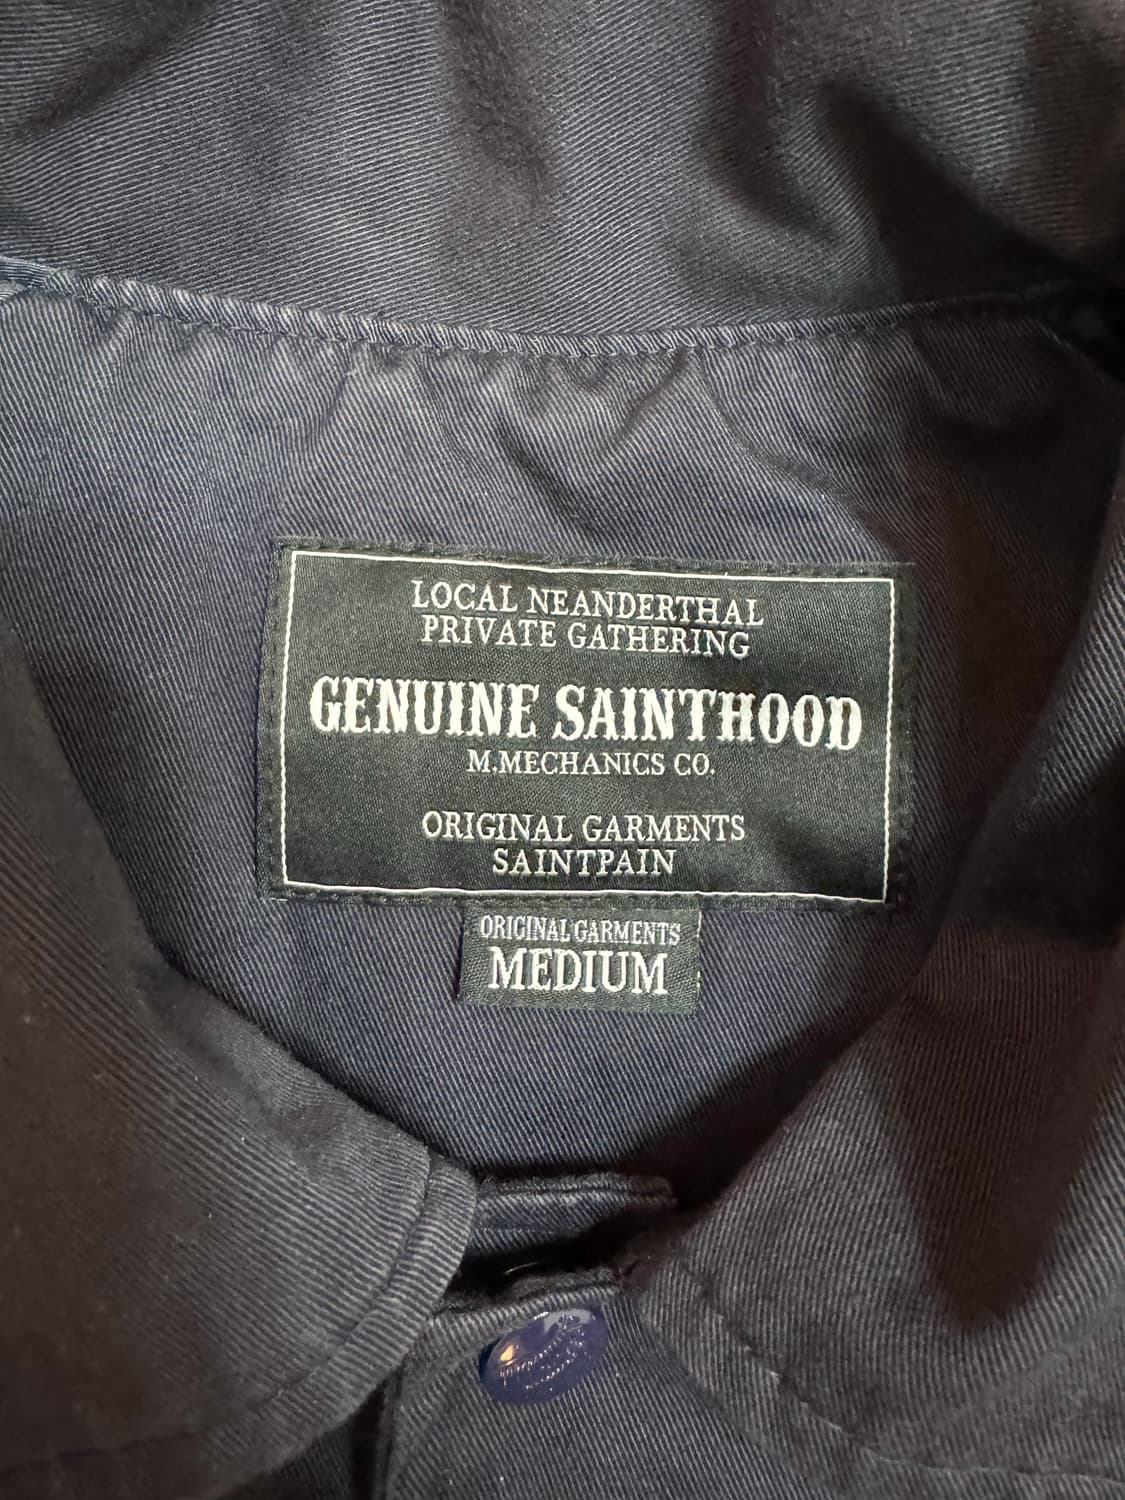 LOCAL NEANDERTHAL
PRIVATE GATHERING
GENUINE SAINTHOOD
M.MECHANICS CO.
ORIGINAL GARMENTS
SAINTPAIN
ORIGINAL GARMENTS
MEDIUM